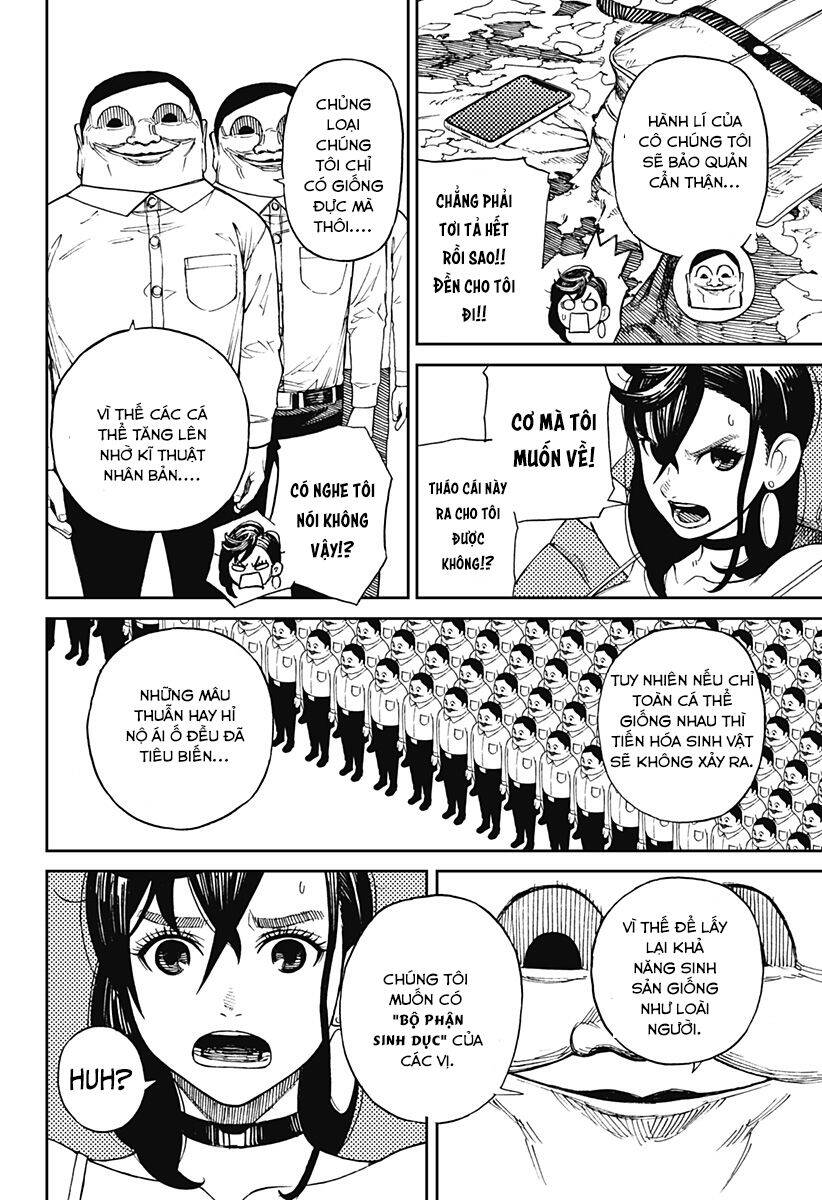 HÀNH LÍ CỦA
CÔ CHÚNG TÔI
SẼ BẢO QUẢN
CẨN THẬN...
CHẲNG PHẢI
TƠI TẢ HẾT
RỒI SAO!!
ĐỀN CHO TÔI
ĐI!!
CƠ MÀ TÔI
MUỐN VỀ!
THÁO CÁI NÀY
RA CHO TÔI
ĐƯỢC
KHÔNG!?
CHỦNG
LOẠI
CHÚNG
TÔI CHỈ
CÓ GIỐNG
ĐỰC MÀ
THÔI....
VÌ THẾ CÁC CÁ
THỂ TĂNG LÊN
NHỜ KĨ THUẬT
NHÂN BẢN....
CÓ NGHE TÔI
NÓI KHÔNG
VẬY!?
TUY NHIÊN NẾU CHỈ
TOÀN CÁ THỂ
GIỐNG NHAU THÌ
TIẾN HÓA SINH VẬT
SẼ KHÔNG XẢY RA.
NHỮNG MÂU
THUẪN HAY HỈ
NỘ ÁI Ố ĐỀU ĐÃ
TIÊU BIẾN...
VÌ THẾ ĐỂ LẤY
LẠI KHẢ
NĂNG SINH
SẢN GIỐNG
NHƯ LOÀI
NGƯỜI.
CHÚNG TÔI
MUỐN CÓ
"BỘ PHẬN
SINH DỤC" CỦA
CÁC VỊ.
HUH?